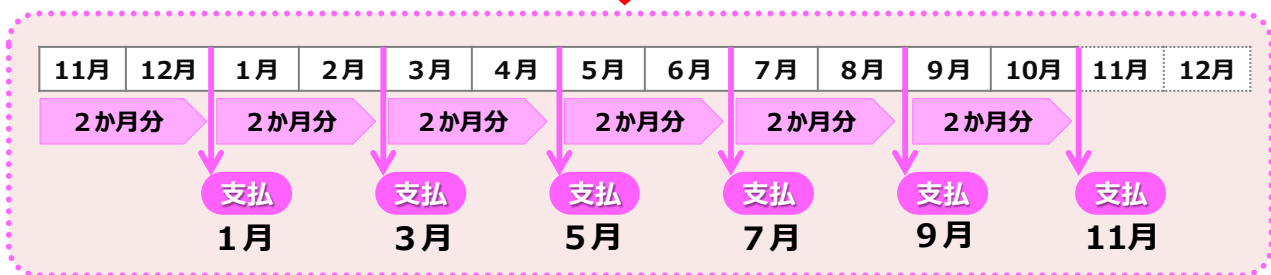 11月 12月 1月 2月 3月 4月 5月 6月 7月 8月 9月 10月 11月 12月
2か月分 2か月分 2か月分 2か月分 2か月分 2か月分
支払 支払 支払 支払 支払 支払
1月 3月 5月 7月 9月 11月